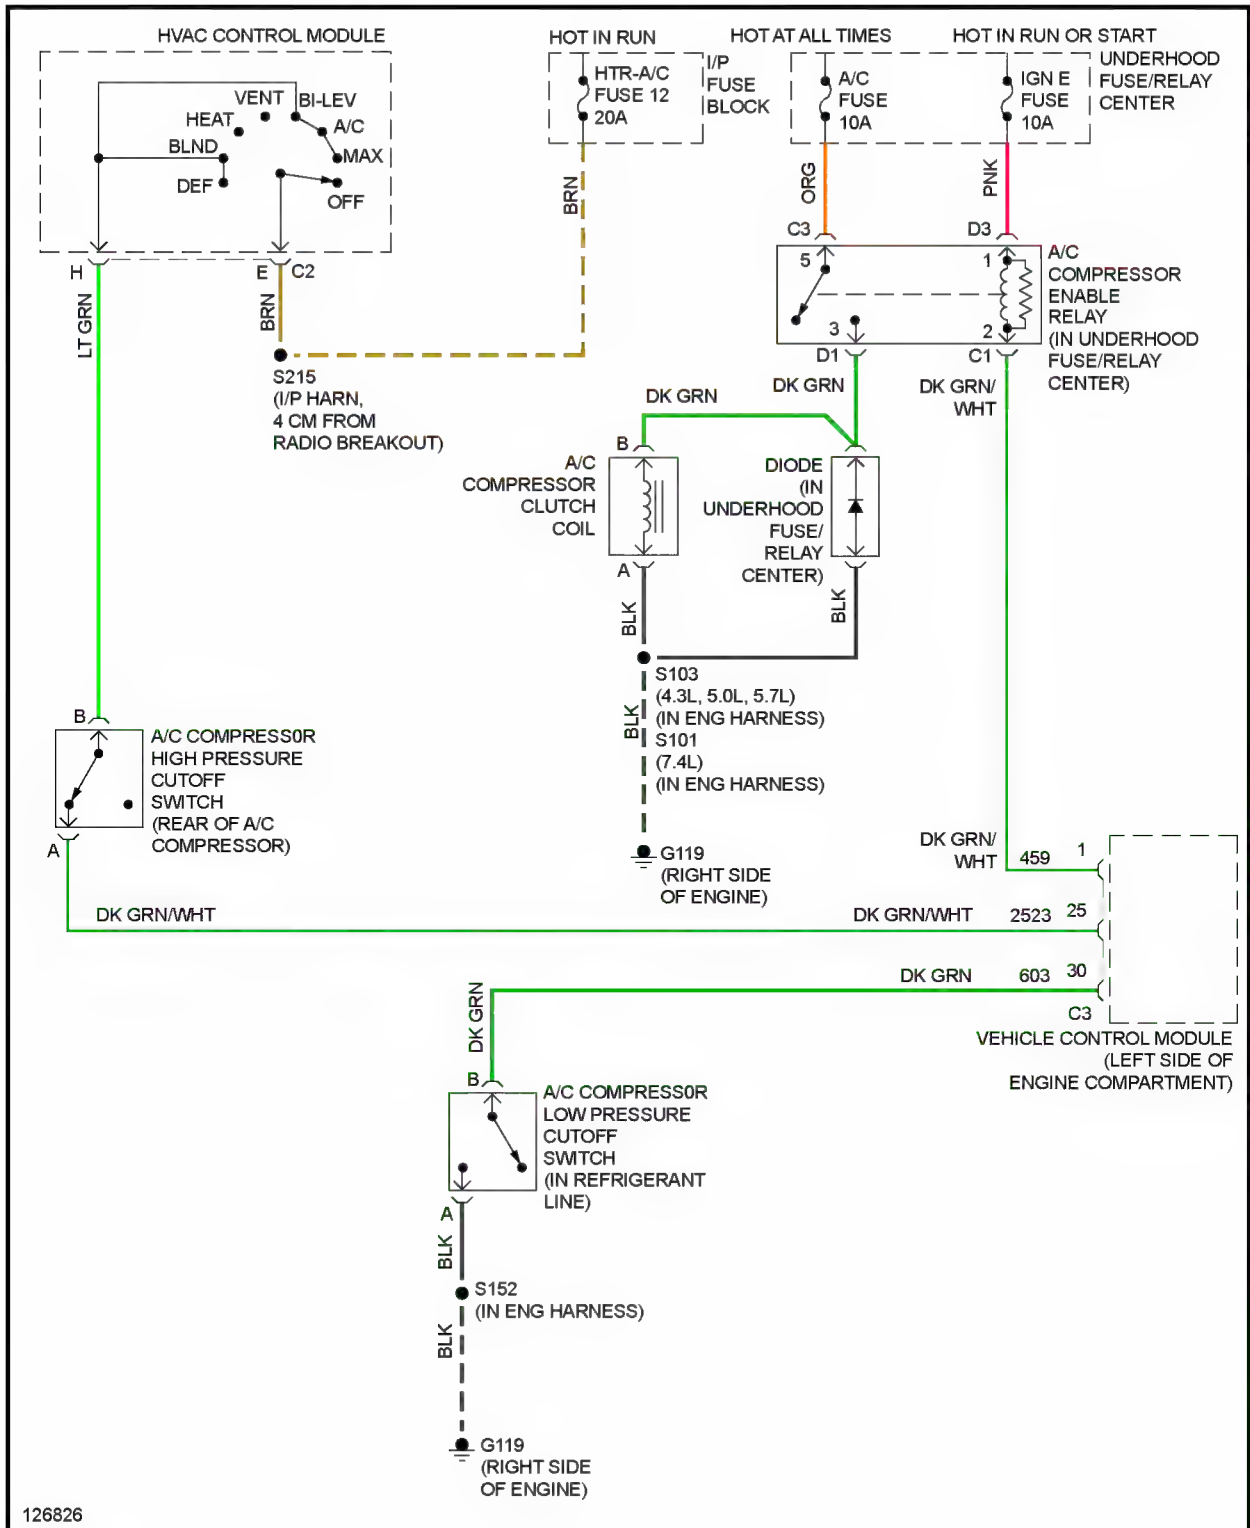 HVAC CONTROL MODULE
HOT IN RUN
HOT AT ALL TIMES
HOT IN RUN OR START
HTR-A/C
FUSE 12
20A
I/P
FUSE
BLOCK
A/C
FUSE
10A
IGN E
FUSE
10A
UNDERHOOD
FUSE/RELAY
CENTER
VENT
BI-LEV
HEAT
A/C
BLND
MAX
DEF
OFF
H
E
C2
LT GRN
BRN
BRN
S215
(I/P HARN,
4 CM FROM
RADIO BREAKOUT)
ORG
PNK
C3
D3
5
1
3
2
A/C
COMPRESSOR
ENABLE
RELAY
(IN UNDERHOOD
FUSE/RELAY
CENTER)
D1
C1
DK GRN
DK GRN
DK GRN/
WHT
B
A/C
COMPRESSOR
CLUTCH
COIL
DIODE
(IN
UNDERHOOD
FUSE/
RELAY
CENTER)
A
BLK
BLK
S103
(4.3L, 5.0L, 5.7L)
(IN ENG HARNESS)
S101
(7.4L)
(IN ENG HARNESS)
BLK
G119
(RIGHT SIDE
OF ENGINE)
B
A/C COMPRESS0R
HIGH PRESSURE
CUTOFF
SWITCH
(REAR OF A/C
COMPRESSOR)
A
DK GRN/
WHT
459
1
DK GRN/WHT
DK GRN/WHT
2523
25
DK GRN
603
30
C3
VEHICLE CONTROL MODULE
(LEFT SIDE OF
ENGINE COMPARTMENT)
DK GRN
B
A/C COMPRESS0R
LOW PRESSURE
CUTOFF
SWITCH
(IN REFRIGERANT
LINE)
A
BLK
S152
(IN ENG HARNESS)
BLK
G119
(RIGHT SIDE
OF ENGINE)
126826